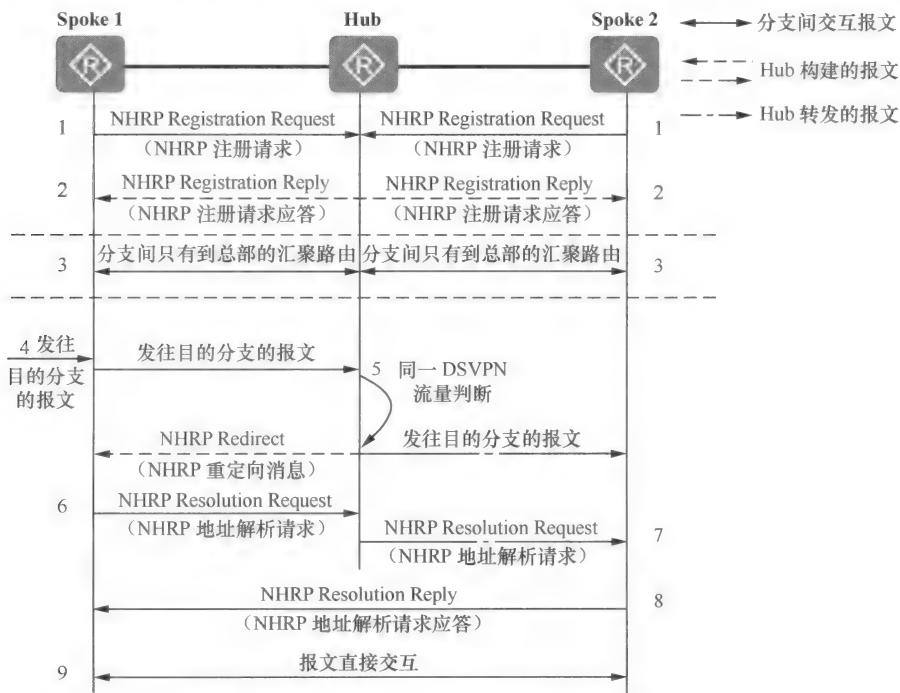 Spoke 1
Hub
Spoke 2
分支间交互报文
Hub 构建的报文
Hub 转发的报文
R
R
R
1
NHRP Registration Request
(NHRP 注册请求)
NHRP Registration Request
(NHRP 注册请求)
1
2
NHRP Registration Reply
(NHRP 注册请求应答)
NHRP Registration Reply
(NHRP 注册请求应答)
2
3
分支间只有到总部的汇聚路由
分支间只有到总部的汇聚路由
3
4 发往
目的分支
的报文
发往目的分支的报文
5 同一 DSVPN
流量判断
NHRP Redirect
(NHRP 重定向消息)
发往目的分支的报文
6
NHRP Resolution Request
(NHRP 地址解析请求)
NHRP Resolution Request
(NHRP 地址解析请求)
7
NHRP Resolution Reply
(NHRP 地址解析请求应答)
8
9
报文直接交互